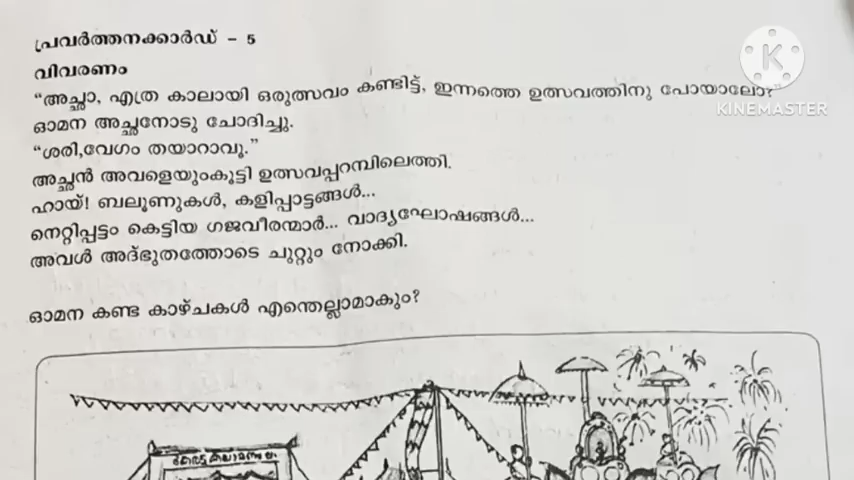 പ്രവർത്തനക്കാർഡ് - 5
വിവരണം
"അച്ഛാ, എത്ര കാലായി ഒരുത്സവം കണ്ടിട്ട്, ഇന്നത്തെ ഉത്സവത്തിനു പോയാലോ?"
ഓമന അച്ഛനോടു ചോദിച്ചു.
"ശരി,വേഗം തയാറാവൂ."
അച്ഛൻ അവളെയുംകൂട്ടി ഉത്സവപ്പറമ്പിലെത്തി.
ഹായ്! ബലൂണുകൾ, കളിപ്പാട്ടങ്ങൾ...
നെറ്റിപ്പട്ടം കെട്ടിയ ഗജവീരന്മാർ... വാദ്യഘോഷങ്ങൾ...
അവൾ അദ്ഭുതത്തോടെ ചുറ്റും നോക്കി.
ഓമന കണ്ട കാഴ്ചകൾ എന്തെല്ലാമാകും?
K
KINEMASTER